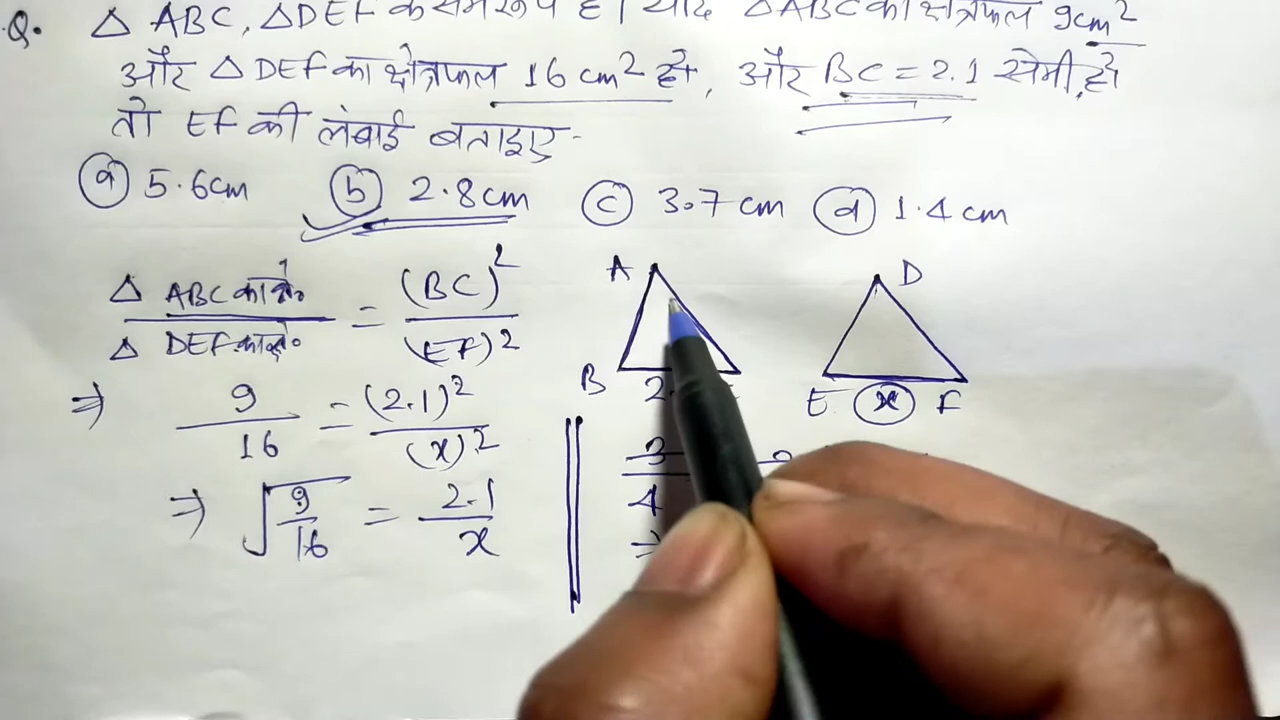 Q. △ ABC, △DEF के समरूप है। यदि △ABC का क्षेत्रफल 9cm²
और △ DEF का क्षेत्रफल 16 cm² हो, और BC = 2.1 सेमी, हो
तो EF की लंबाई बताइए-
(a) 5.6cm (b) 2.8cm (c) 3.7 cm (d) 1.4 cm
△ ABC का क्षे० / △ DEF का क्षे० = (BC)² / (EF)²
⇒ 9 / 16 = (2.1)² / (x)²
⇒ √9/16 = 2.1 / x
A
B
D
E x F
3
4
⇒